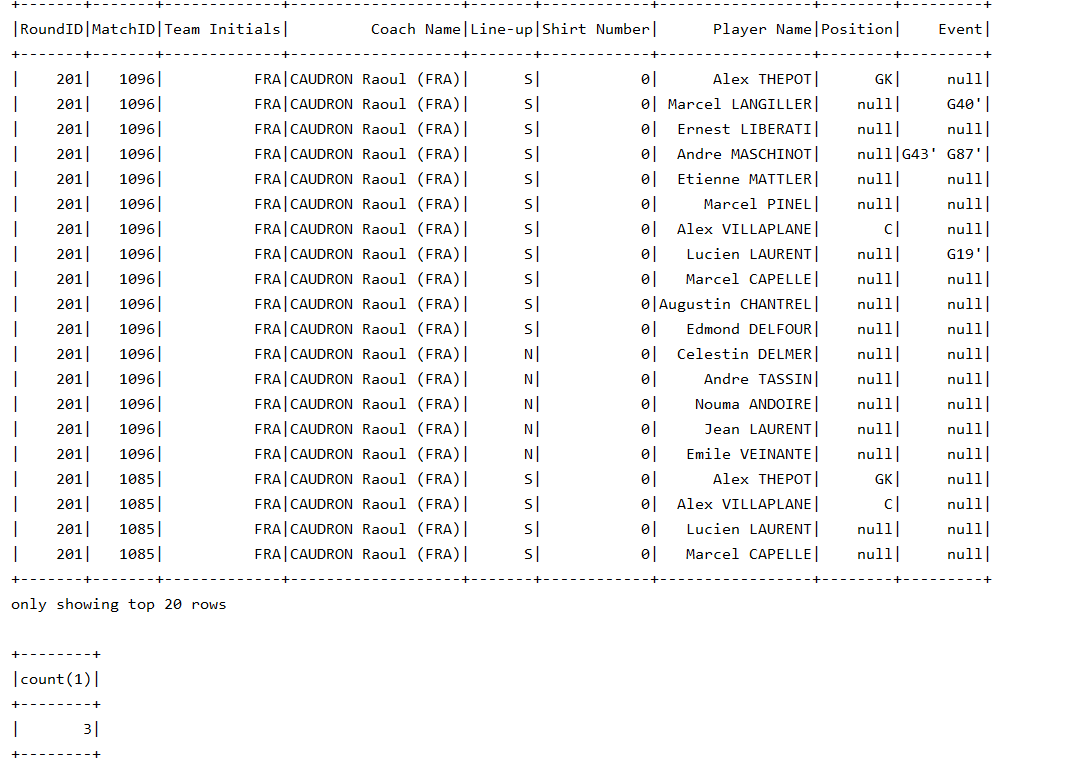 +-------+-------+-------------+-------------------+-------+------------+-----------------+--------+---------+
|RoundID|MatchID|Team Initials|         Coach Name|Line-up|Shirt Number|      Player Name|Position|    Event|
+-------+-------+-------------+-------------------+-------+------------+-----------------+--------+---------+
|    201|   1096|          FRA|CAUDRON Raoul (FRA)|      S|           0|      Alex THEPOT|      GK|     null|
|    201|   1096|          FRA|CAUDRON Raoul (FRA)|      S|           0| Marcel LANGILLER|    null|     G40'|
|    201|   1096|          FRA|CAUDRON Raoul (FRA)|      S|           0|  Ernest LIBERATI|    null|     null|
|    201|   1096|          FRA|CAUDRON Raoul (FRA)|      S|           0|  Andre MASCHINOT|    null|G43' G87'|
|    201|   1096|          FRA|CAUDRON Raoul (FRA)|      S|           0|  Etienne MATTLER|    null|     null|
|    201|   1096|          FRA|CAUDRON Raoul (FRA)|      S|           0|     Marcel PINEL|    null|     null|
|    201|   1096|          FRA|CAUDRON Raoul (FRA)|      S|           0|  Alex VILLAPLANE|       C|     null|
|    201|   1096|          FRA|CAUDRON Raoul (FRA)|      S|           0|   Lucien LAURENT|    null|     G19'|
|    201|   1096|          FRA|CAUDRON Raoul (FRA)|      S|           0|   Marcel CAPELLE|    null|     null|
|    201|   1096|          FRA|CAUDRON Raoul (FRA)|      S|           0|Augustin CHANTREL|    null|     null|
|    201|   1096|          FRA|CAUDRON Raoul (FRA)|      S|           0|   Edmond DELFOUR|    null|     null|
|    201|   1096|          FRA|CAUDRON Raoul (FRA)|      N|           0|  Celestin DELMER|    null|     null|
|    201|   1096|          FRA|CAUDRON Raoul (FRA)|      N|           0|     Andre TASSIN|    null|     null|
|    201|   1096|          FRA|CAUDRON Raoul (FRA)|      N|           0|    Nouma ANDOIRE|    null|     null|
|    201|   1096|          FRA|CAUDRON Raoul (FRA)|      N|           0|     Jean LAURENT|    null|     null|
|    201|   1096|          FRA|CAUDRON Raoul (FRA)|      N|           0|   Emile VEINANTE|    null|     null|
|    201|   1085|          FRA|CAUDRON Raoul (FRA)|      S|           0|      Alex THEPOT|      GK|     null|
|    201|   1085|          FRA|CAUDRON Raoul (FRA)|      S|           0|  Alex VILLAPLANE|       C|     null|
|    201|   1085|          FRA|CAUDRON Raoul (FRA)|      S|           0|   Lucien LAURENT|    null|     null|
|    201|   1085|          FRA|CAUDRON Raoul (FRA)|      S|           0|   Marcel CAPELLE|    null|     null|
+-------+-------+-------------+-------------------+-------+------------+-----------------+--------+---------+
only showing top 20 rows
+--------+
|count(1)|
+--------+
|       3|
+--------+